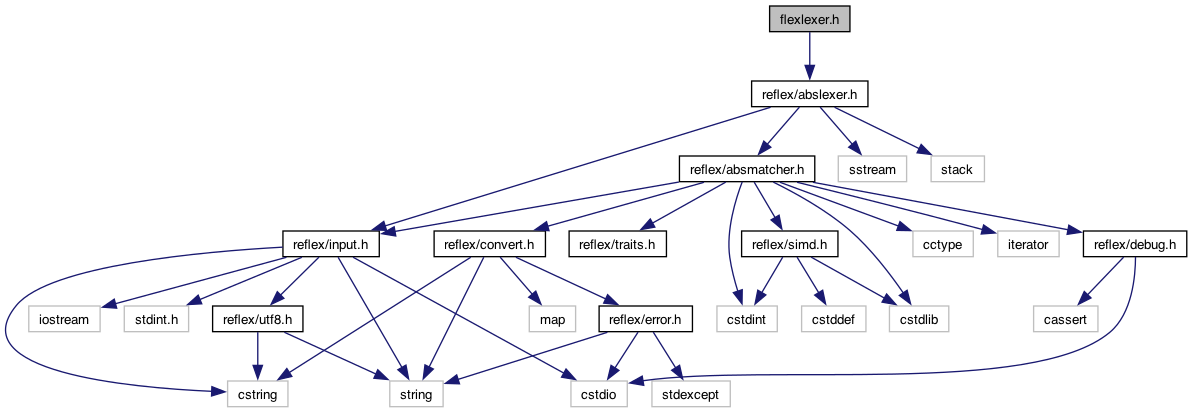 flexlexer.h
reflex/abslexer.h
reflex/absmatcher.h
sstream
stack
reflex/input.h
reflex/convert.h
reflex/traits.h
reflex/simd.h
cctype
iterator
reflex/debug.h
iostream
stdint.h
reflex/utf8.h
map
reflex/error.h
cstdint
cstddef
cstdlib
cassert
cstring
string
cstdio
stdexcept